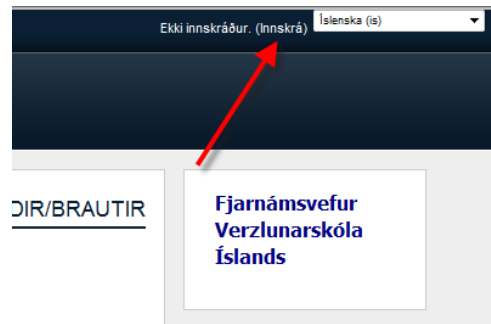 Ekki innskráður. (Innskrá) Íslenska (is)
DIR/BRAUTIR
Fjarnámsvefur
Verzlunarskóla
Íslands